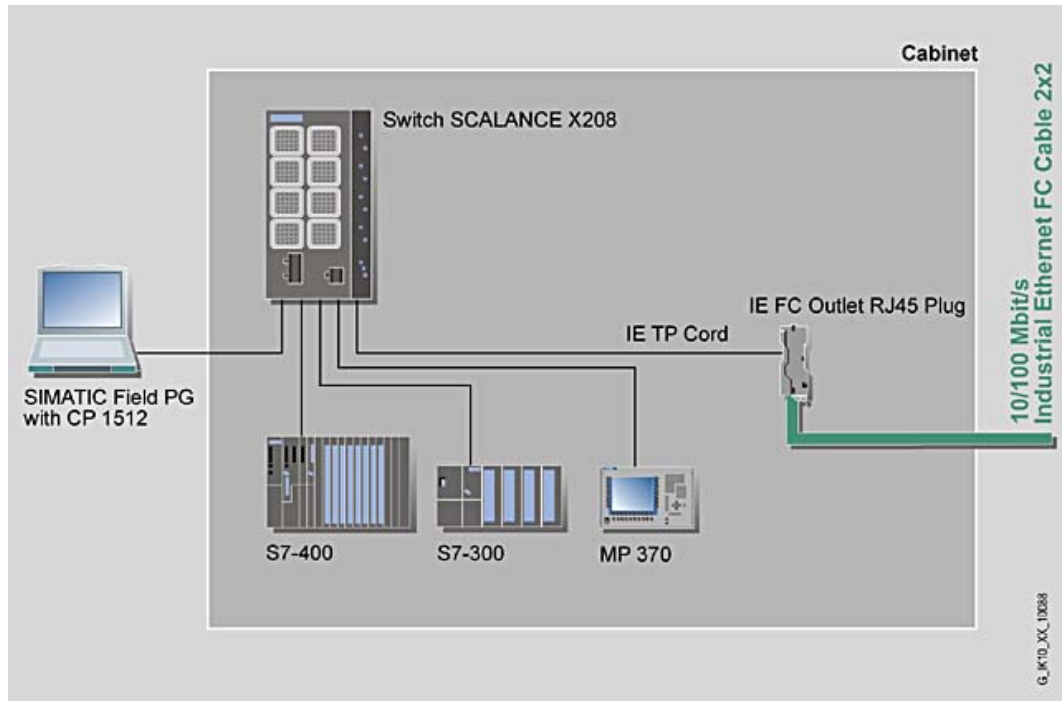 Cabinet
Switch SCALANCE X208
10/100 Mbit/s
Industrial Ethernet FC Cable 2x2
IE FC Outlet RJ45 Plug
IE TP Cord
SIMATIC Field PG
with CP 1512
S7-400
S7-300
MP 370
G_IK10_XX_10088